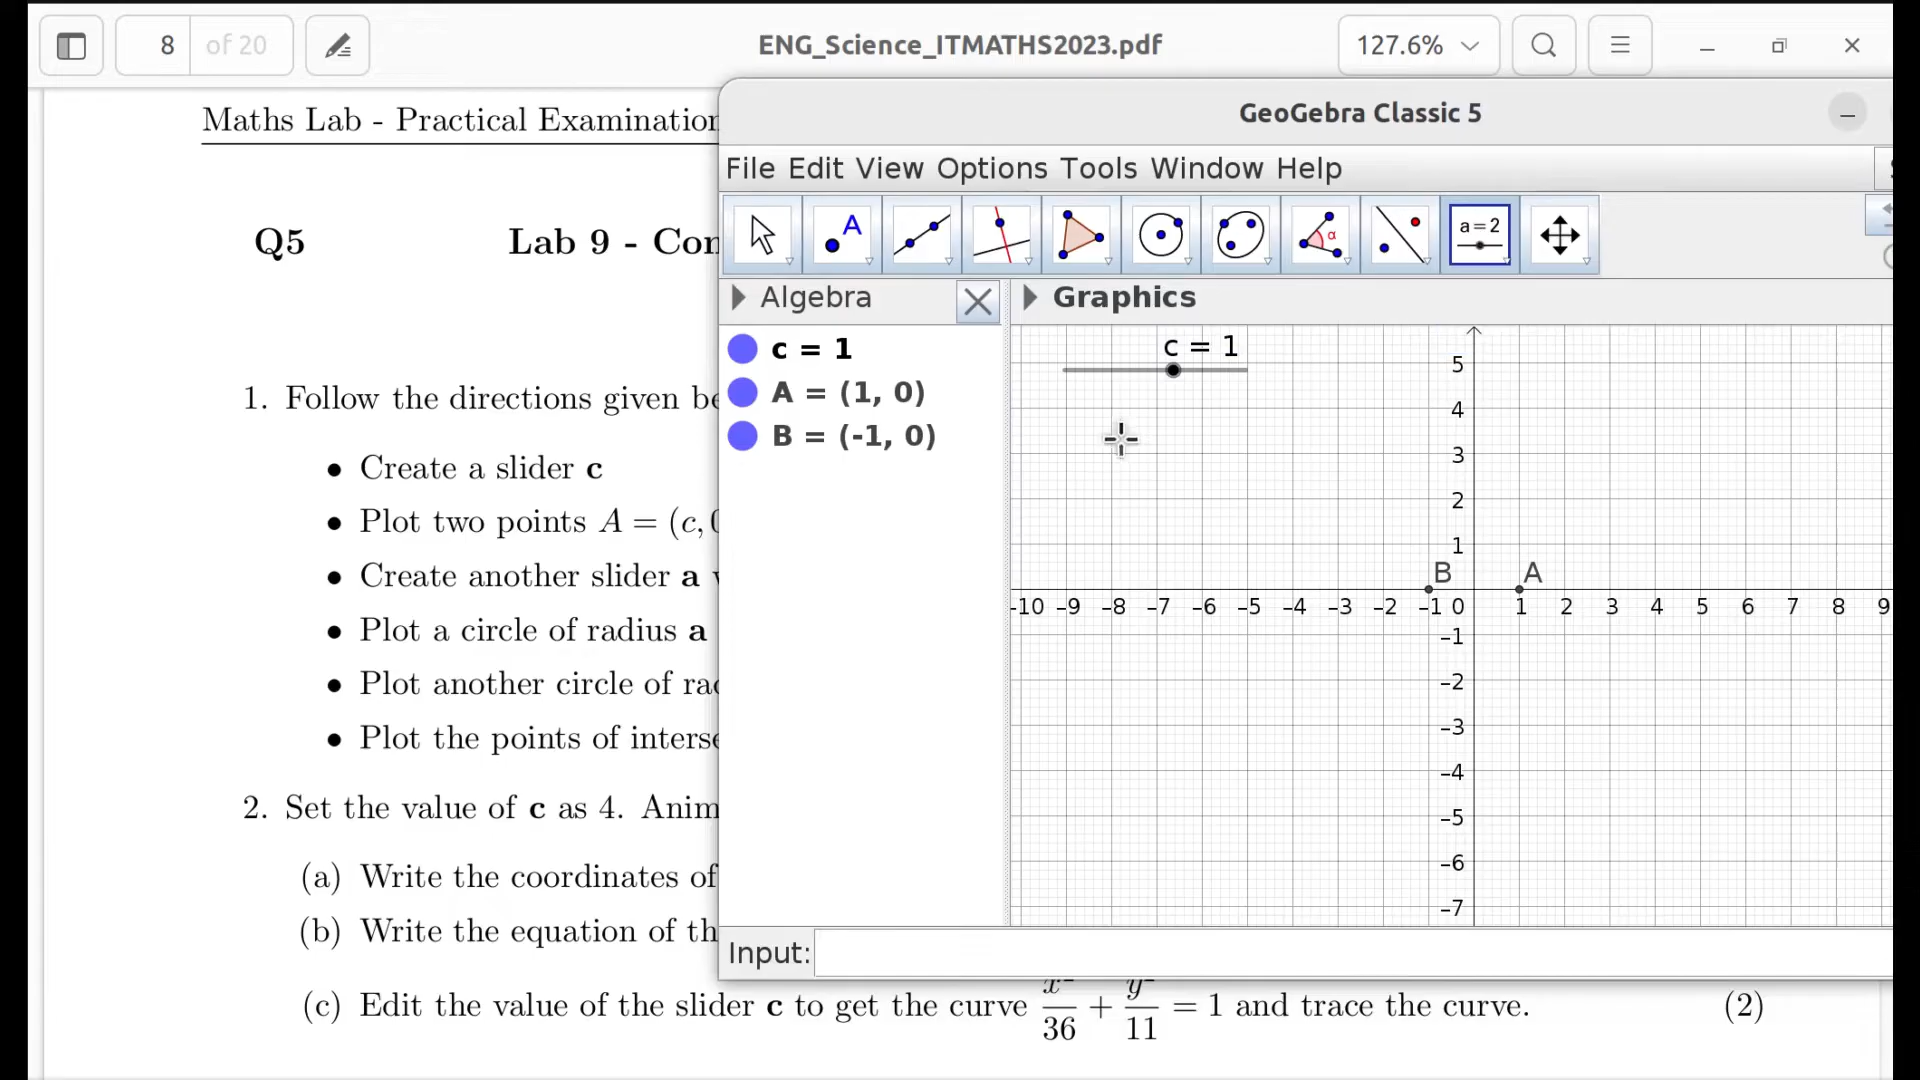 8 of 20
ENG_Science_ITMATHS2023.pdf
127.6%
Maths Lab - Practical Examination
GeoGebra Classic 5
File Edit View Options Tools Window Help
Q5 Lab 9 - Con
A
α
a=2
Algebra
Graphics
c = 1
A = (1, 0)
B = (-1, 0)
c = 1
5
4
3
2
1
B A
-10 -9 -8 -7 -6 -5 -4 -3 -2 -1 0 1 2 3 4 5 6 7 8 9
-1
-2
-3
-4
-5
-6
-7
Input:
1. Follow the directions given be
• Create a slider c
• Plot two points A = (c, 0
• Create another slider a
• Plot a circle of radius a
• Plot another circle of rad
• Plot the points of interse
2. Set the value of c as 4. Anim
(a) Write the coordinates of
(b) Write the equation of th
(c) Edit the value of the slider c to get the curve x²/36 + y²/11 = 1 and trace the curve. (2)